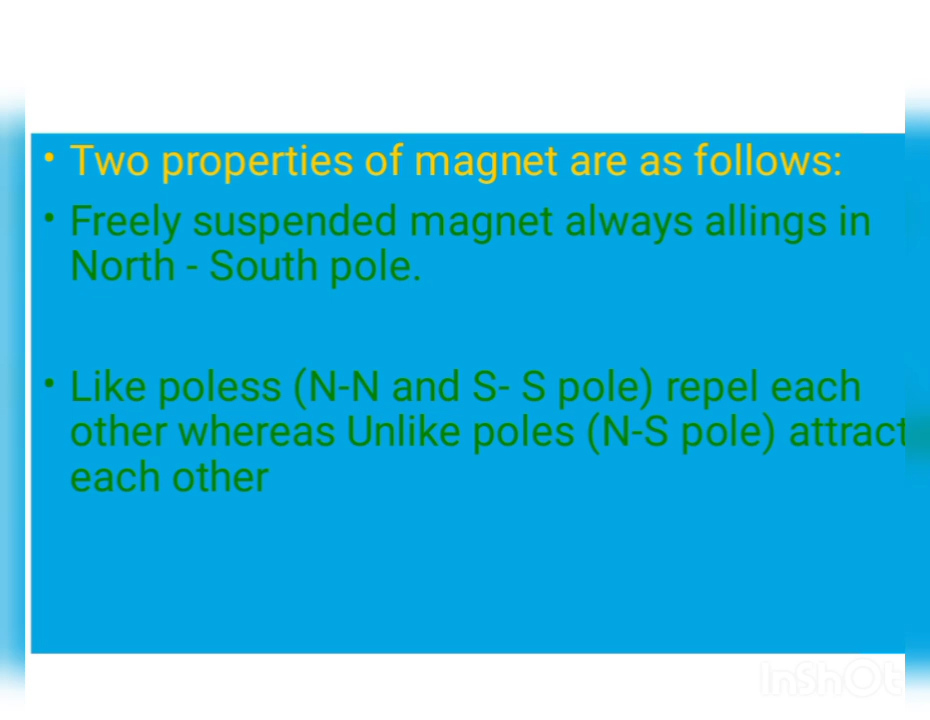 • Two properties of magnet are as follows:
• Freely suspended magnet always allings in
North - South pole.
• Like poless (N-N and S- S pole) repel each
other whereas Unlike poles (N-S pole) attract
each other
InShOt